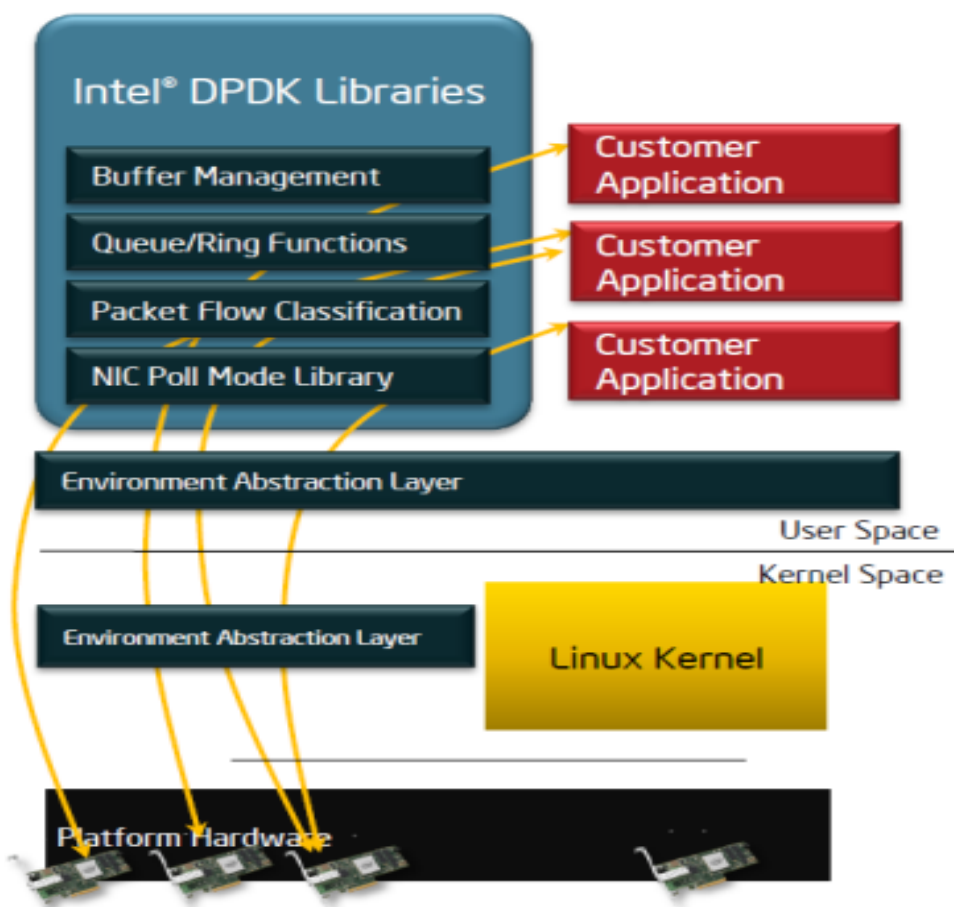 Intel® DPDK Libraries
Buffer Management
Queue/Ring Functions
Packet Flow Classification
NIC Poll Mode Library
Customer
Application
Customer
Application
Customer
Application
Environment Abstraction Layer
User Space
Kernel Space
Environment Abstraction Layer
Linux Kernel
Platform Hardware